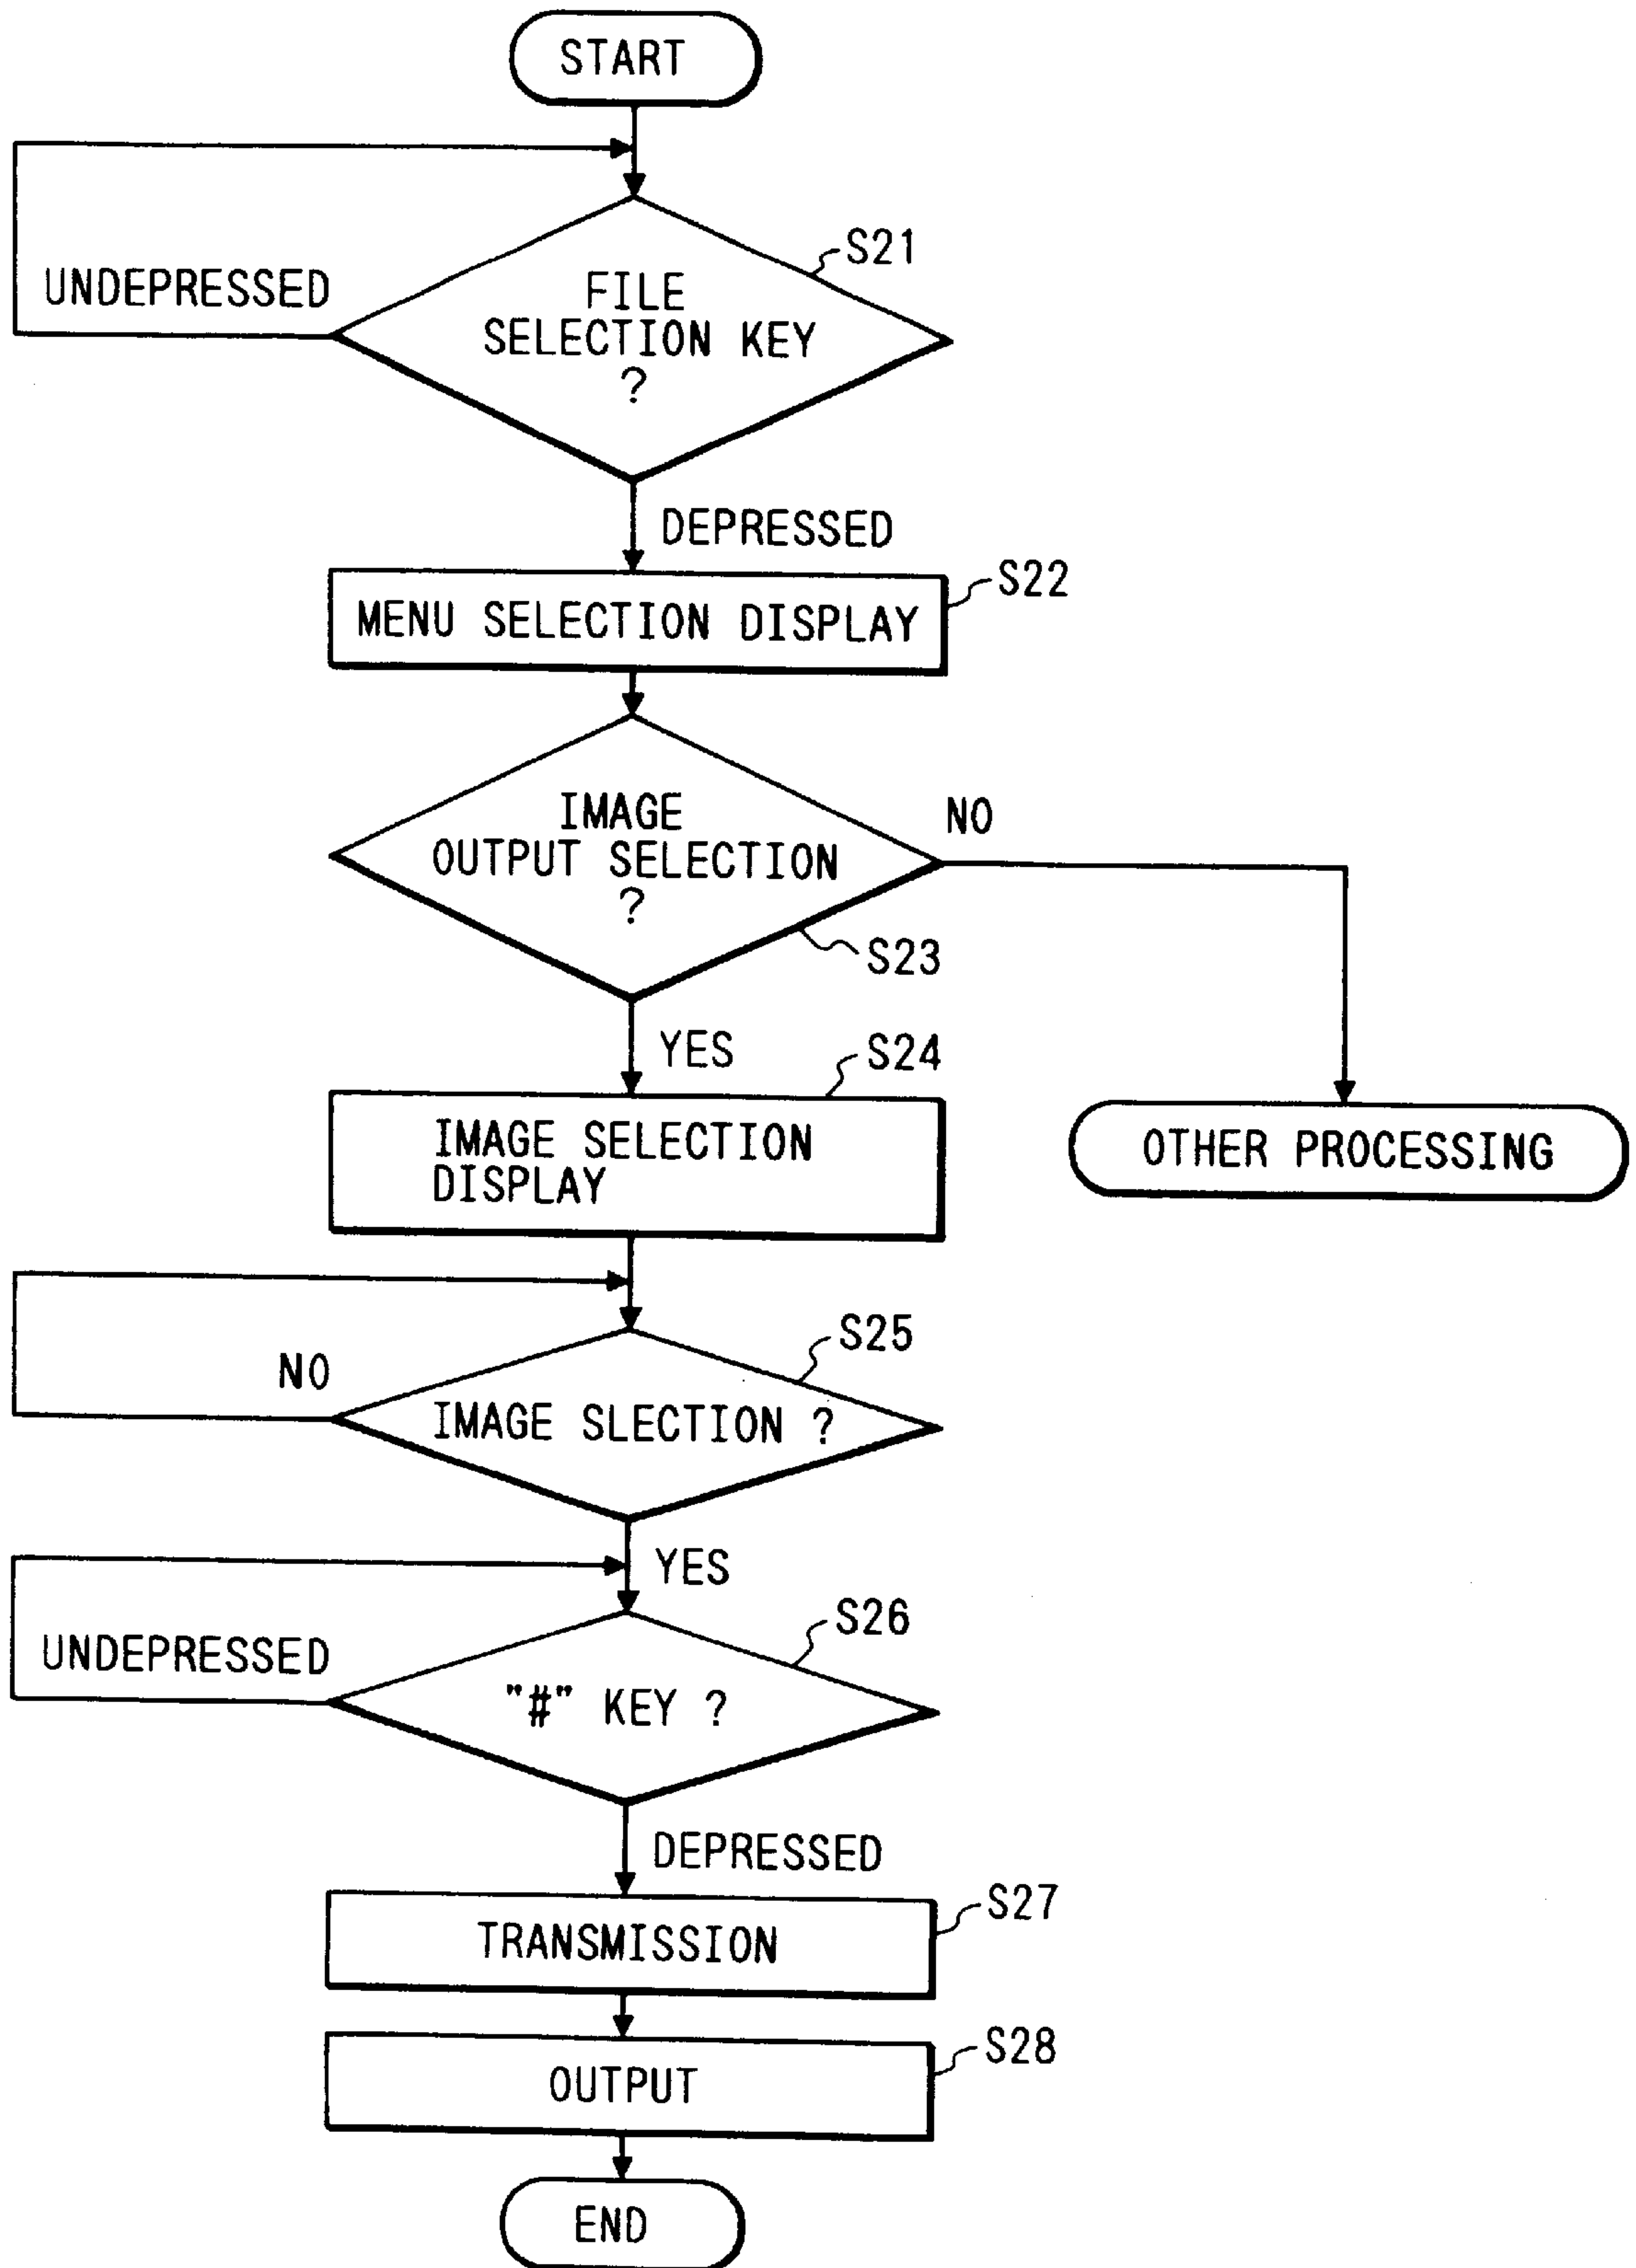 START
S21
UNDEPRESSED
FILE
SELECTION KEY
?
DEPRESSED
S22
MENU SELECTION DISPLAY
IMAGE
OUTPUT SELECTION
?
NO
S23
YES
S24
IMAGE SELECTION
DISPLAY
OTHER PROCESSING
S25
NO
IMAGE SLECTION ?
YES
S26
UNDEPRESSED
"#" KEY ?
DEPRESSED
S27
TRANSMISSION
S28
OUTPUT
END